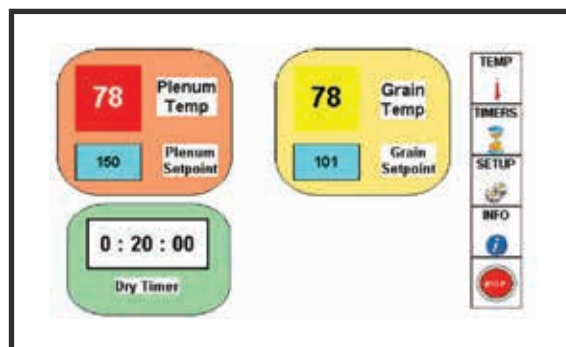 78
Plenum
Temp
150
Plenum
Setpoint
78
Grain
Temp
101
Grain
Setpoint
0 : 20 : 00
Dry Timer
TEMP
TIMERS
SETUP
INFO
i
STOP